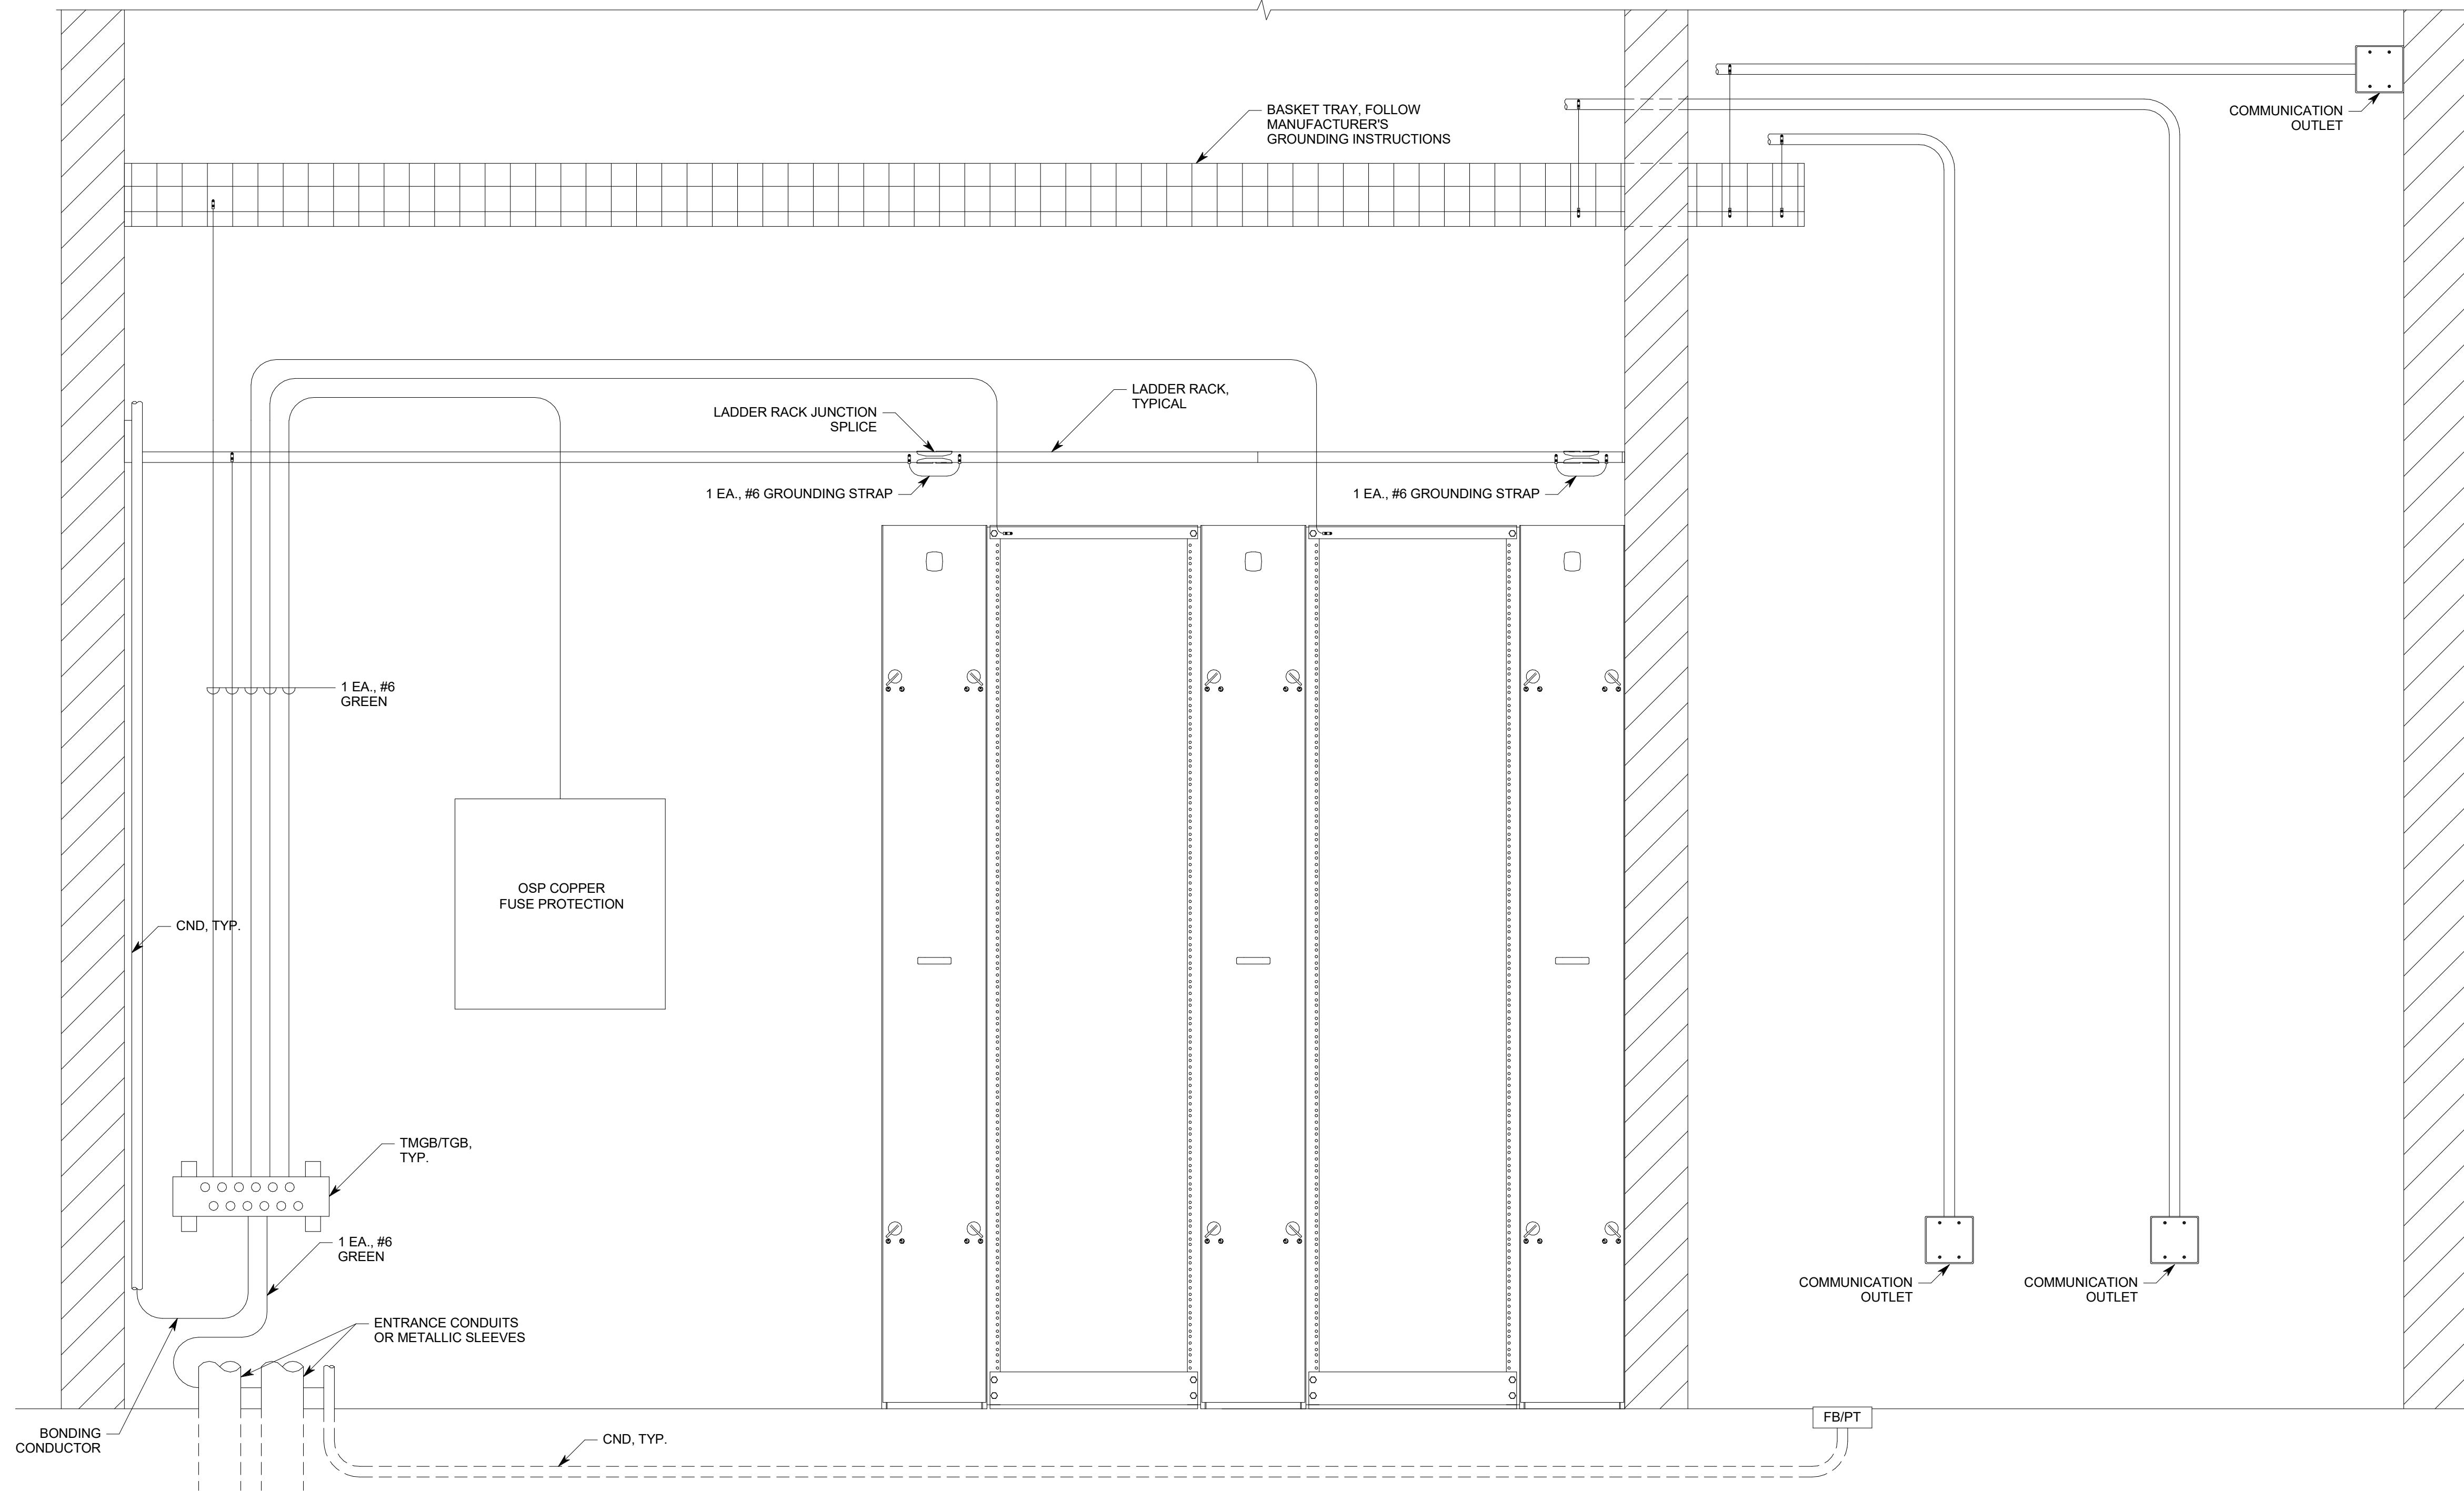 BASKET TRAY, FOLLOW
MANUFACTURER'S
GROUNDING INSTRUCTIONS
COMMUNICATION
OUTLET
LADDER RACK JUNCTION
SPLICE
LADDER RACK,
TYPICAL
1 EA., #6 GROUNDING STRAP
1 EA., #6 GROUNDING STRAP
1 EA., #6
GREEN
OSP COPPER
FUSE PROTECTION
CND, TYP.
TMGB/TGB,
TYP.
1 EA., #6
GREEN
COMMUNICATION
OUTLET
COMMUNICATION
OUTLET
ENTRANCE CONDUITS
OR METALLIC SLEEVES
FB/PT
BONDING
CONDUCTOR
CND, TYP.